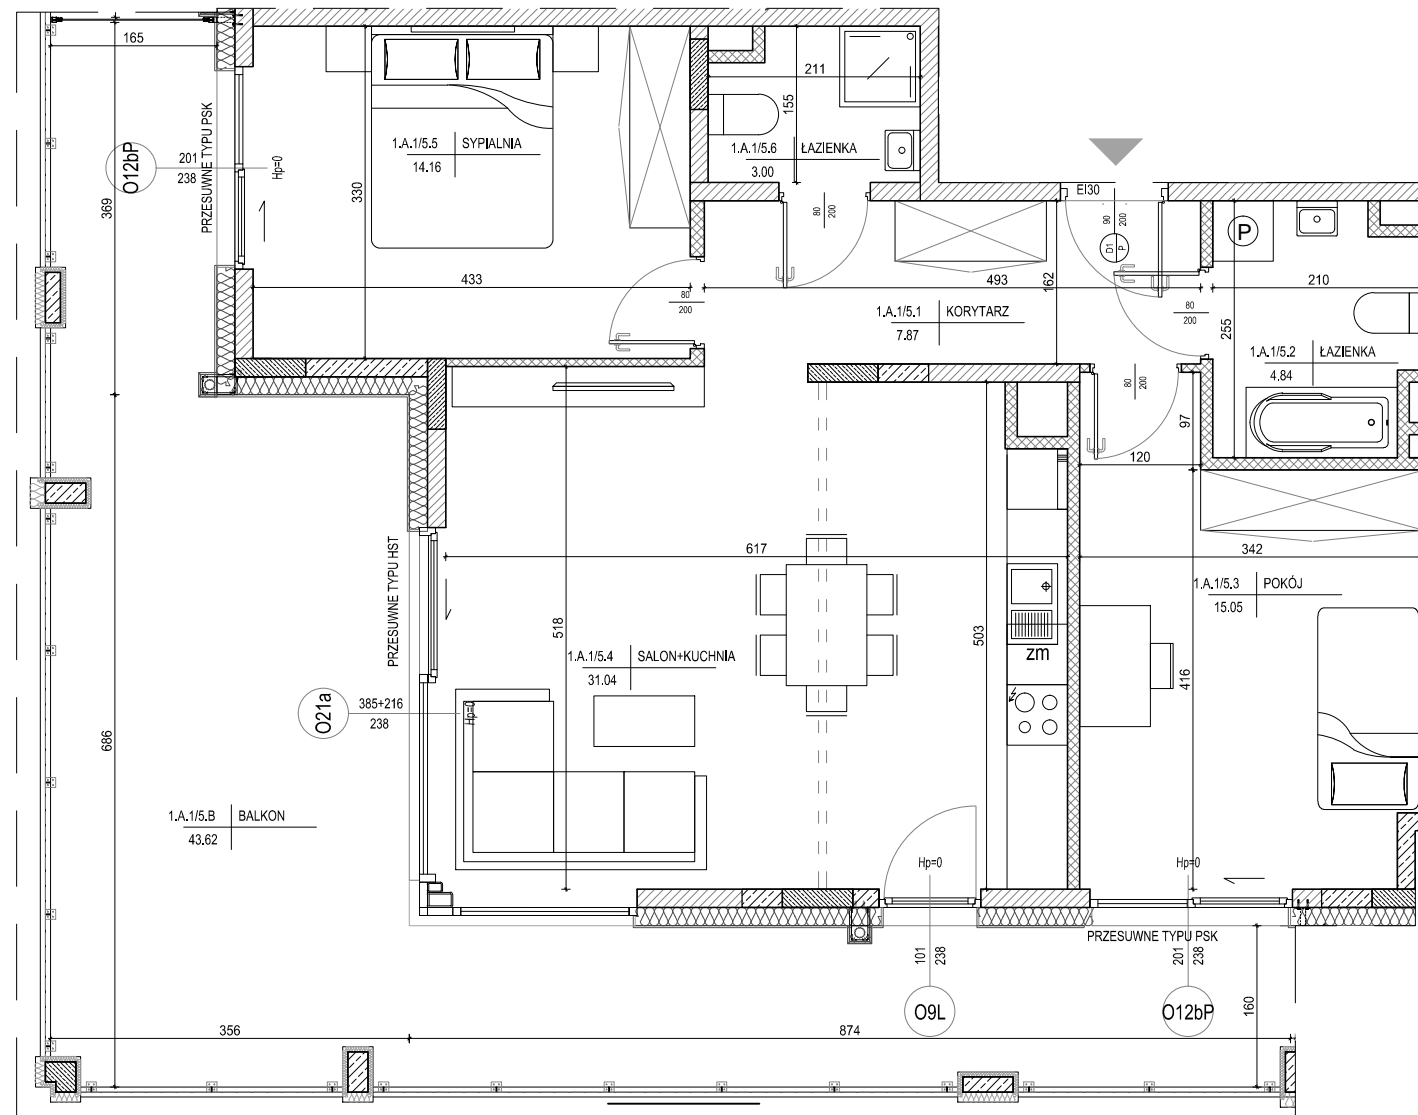 165
211
155
1.A.1/5.5 SYPIALNIA
14.16
1.A.1/5.6 ŁAZIENKA
3.00
O12bP
201
238
PRZESUWNE TYPU PSK
Hp=0
369
330
EI30
80
200
90
200
D1
P
P
433
80
200
493
162
80
200
210
255
1.A.1/5.1 KORYTARZ
7.87
1.A.1/5.2 ŁAZIENKA
4.84
80
200
97
120
617
342
PRZESUWNE TYPU HST
1.A.1/5.3 POKÓJ
15.05
518
503
zm
1.A.1/5.4 SALON+KUCHNIA
31.04
416
O21a
385+216
238
Hp=0
686
1.A.1/5.B BALKON
43.62
Hp=0
Hp=0
PRZESUWNE TYPU PSK
101
238
201
238
O9L
O12bP
160
356
874